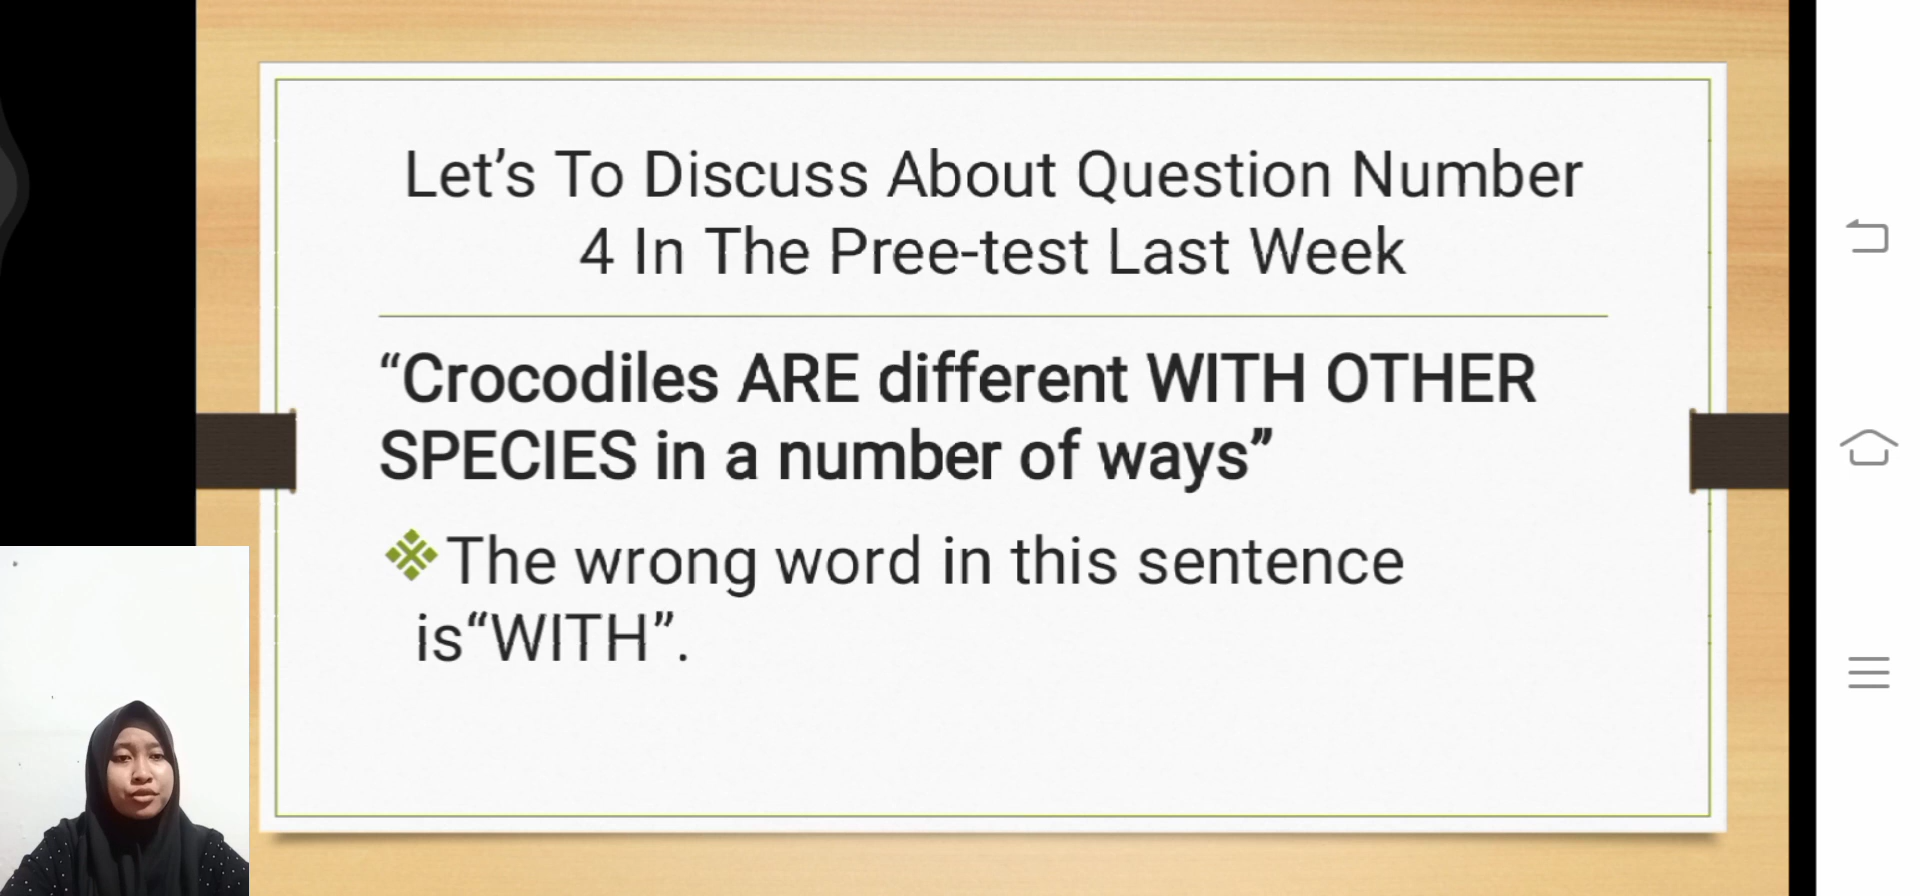 Let’s To Discuss About Question Number
4 In The Pree-test Last Week
“Crocodiles ARE different WITH OTHER
SPECIES in a number of ways”
The wrong word in this sentence
is“WITH”.